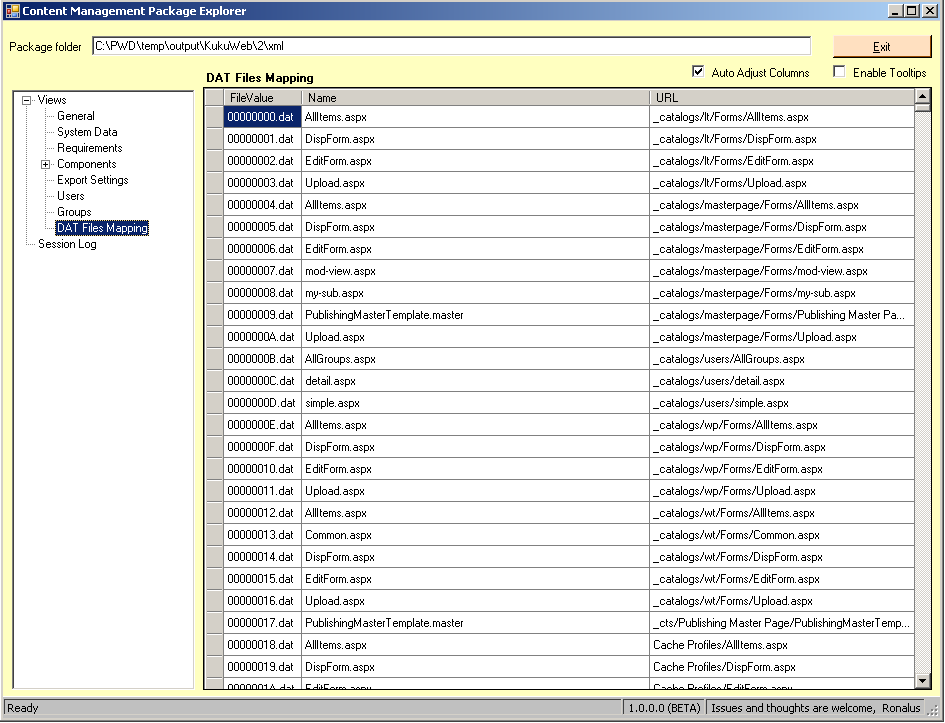 Content Management Package Explorer
Package folder C:\PWD\temp\output\KukuWeb\2\xml Exit
DAT Files Mapping Auto Adjust Columns Enable Tooltips
Views
General
System Data
Requirements
Components
Export Settings
Users
Groups
DAT Files Mapping
Session Log
FileValue Name URL
00000000.dat AllItems.aspx _catalogs/lt/Forms/AllItems.aspx
00000001.dat DispForm.aspx _catalogs/lt/Forms/DispForm.aspx
00000002.dat EditForm.aspx _catalogs/lt/Forms/EditForm.aspx
00000003.dat Upload.aspx _catalogs/lt/Forms/Upload.aspx
00000004.dat AllItems.aspx _catalogs/masterpage/Forms/AllItems.aspx
00000005.dat DispForm.aspx _catalogs/masterpage/Forms/DispForm.aspx
00000006.dat EditForm.aspx _catalogs/masterpage/Forms/EditForm.aspx
00000007.dat mod-view.aspx _catalogs/masterpage/Forms/mod-view.aspx
00000008.dat my-sub.aspx _catalogs/masterpage/Forms/my-sub.aspx
00000009.dat PublishingMasterTemplate.master _catalogs/masterpage/Forms/Publishing Master Pa...
0000000A.dat Upload.aspx _catalogs/masterpage/Forms/Upload.aspx
0000000B.dat AllGroups.aspx _catalogs/users/AllGroups.aspx
0000000C.dat detail.aspx _catalogs/users/detail.aspx
0000000D.dat simple.aspx _catalogs/users/simple.aspx
0000000E.dat AllItems.aspx _catalogs/wp/Forms/AllItems.aspx
0000000F.dat DispForm.aspx _catalogs/wp/Forms/DispForm.aspx
00000010.dat EditForm.aspx _catalogs/wp/Forms/EditForm.aspx
00000011.dat Upload.aspx _catalogs/wp/Forms/Upload.aspx
00000012.dat AllItems.aspx _catalogs/wt/Forms/AllItems.aspx
00000013.dat Common.aspx _catalogs/wt/Forms/Common.aspx
00000014.dat DispForm.aspx _catalogs/wt/Forms/DispForm.aspx
00000015.dat EditForm.aspx _catalogs/wt/Forms/EditForm.aspx
00000016.dat Upload.aspx _catalogs/wt/Forms/Upload.aspx
00000017.dat PublishingMasterTemplate.master _cts/Publishing Master Page/PublishingMasterTemp...
00000018.dat AllItems.aspx Cache Profiles/AllItems.aspx
00000019.dat DispForm.aspx Cache Profiles/DispForm.aspx
0000001A.dat EditForm.aspx Cache Profiles/EditForm.aspx
Ready 1.0.0.0 (BETA) Issues and thoughts are welcome, Ronalus